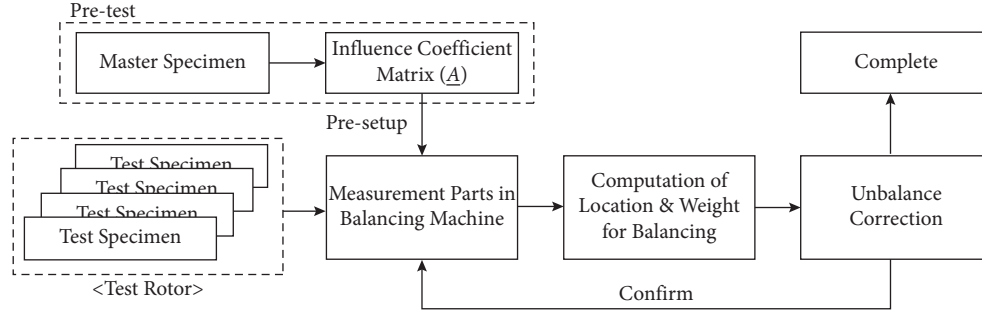 Pre-test
Master Specimen
Influence Coefficient
Matrix (A)
Complete
Pre-setup
Test Specimen
Test Specimen
Test Specimen
Test Specimen
<Test Rotor>
Measurement Parts in
Balancing Machine
Computation of
Location & Weight
for Balancing
Unbalance
Correction
Confirm